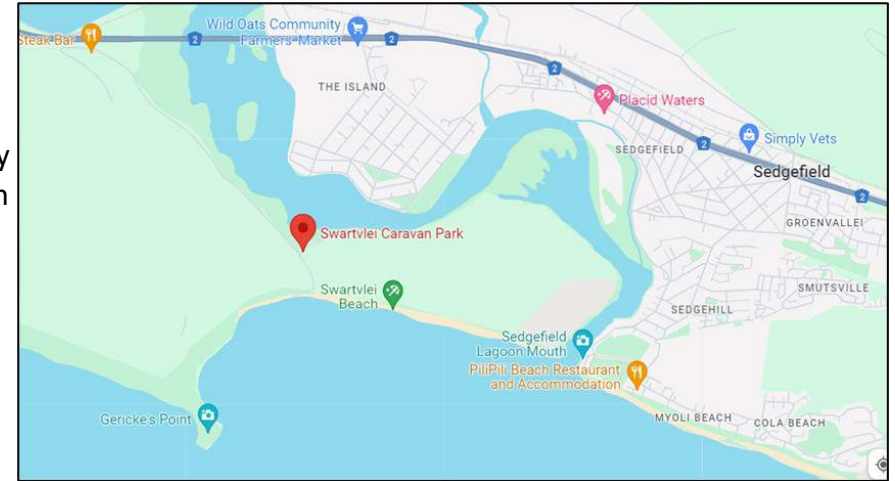 Wild Oats Community
Farmers' Market
Steak Bar
2
2
2
THE ISLAND
Placid Waters
2
Simply Vets
SEDGEFIELD
Sedgefield
2
GROENVALLEI
Swartvlei Caravan Park
Swartvlei
Beach
SMUTSVILLE
SEDGEHILL
Sedgefield
Lagoon Mouth
PiliPili Beach Restaurant
and Accommodation
Gericke's Point
MYOLI BEACH
COLA BEACH